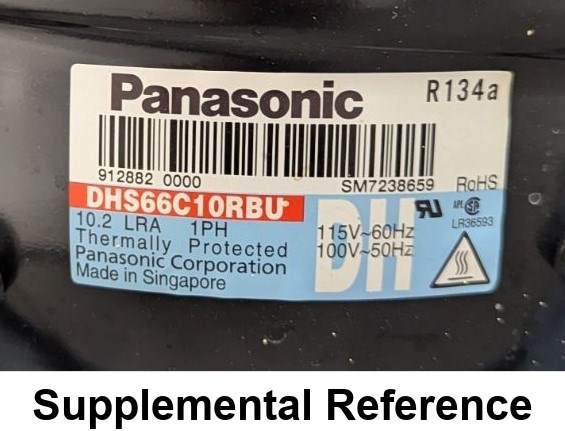 Panasonic
R134a
912882 0000
SM7238659
RoHS
DHS66C10RBU
10.2 LRA 1PH
Thermally Protected
Panasonic Corporation
Made in Singapore
115V~60Hz
100V~50Hz
DH
LR36593
Supplemental Reference